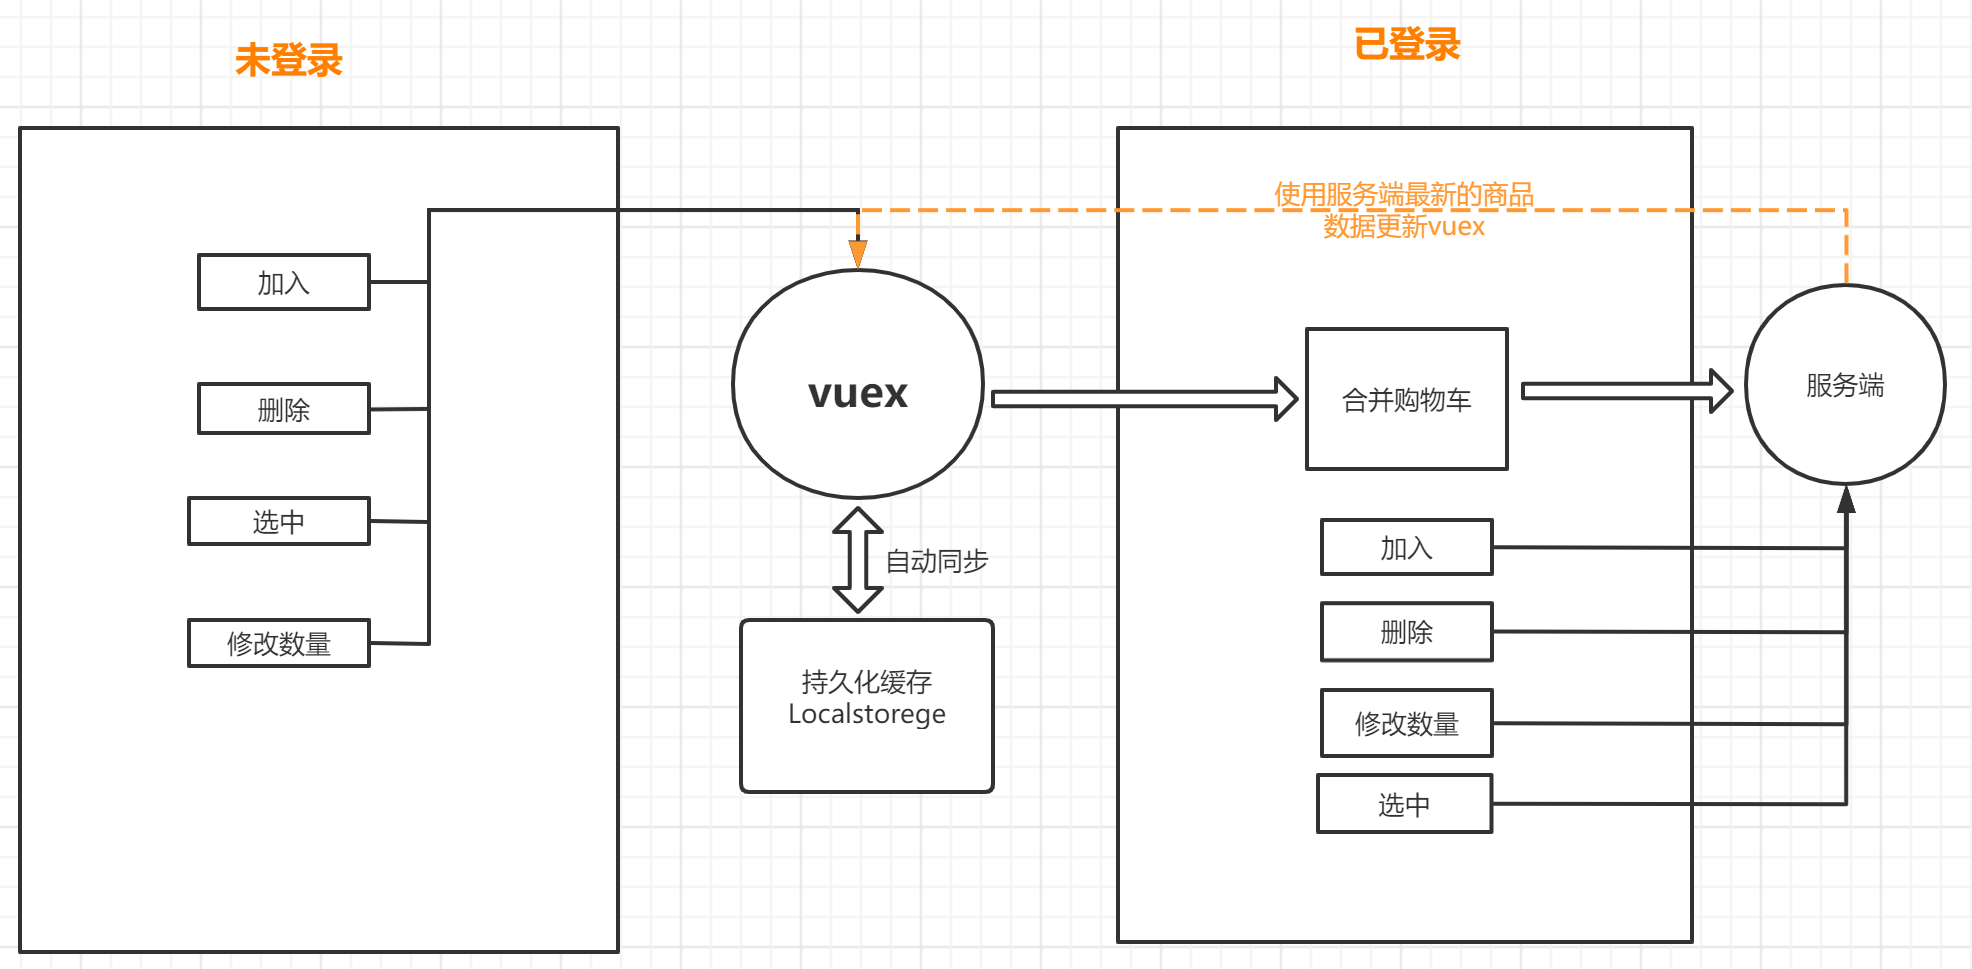 未登录
已登录
加入
删除
选中
修改数量
vuex
自动同步
持久化缓存
Localstorege
使用服务端最新的商品
数据更新vuex
合并购物车
服务端
加入
删除
修改数量
选中